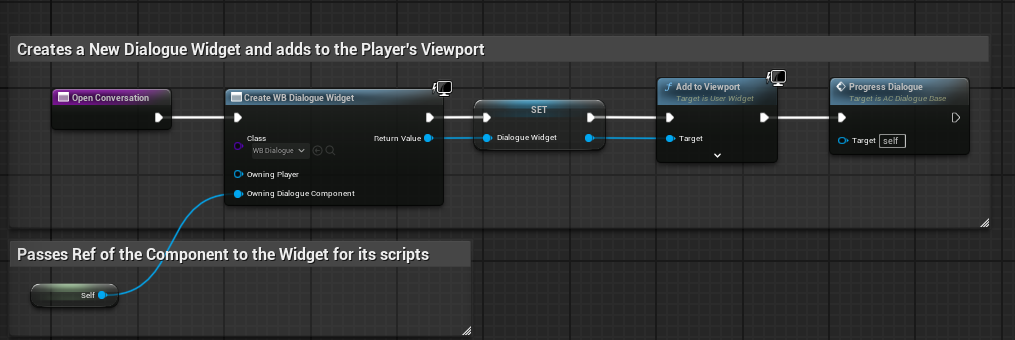 Creates a New Dialogue Widget and adds to the Player's Viewport
Open Conversation
Create WB Dialogue Widget
Class
WB Dialogue
Return Value
Owning Player
Owning Dialogue Component
SET
Dialogue Widget
Add to Viewport
Target is User Widget
Target
Progress Dialogue
Target is AC Dialogue Base
Target self
Passes Ref of the Component to the Widget for its scripts
Self